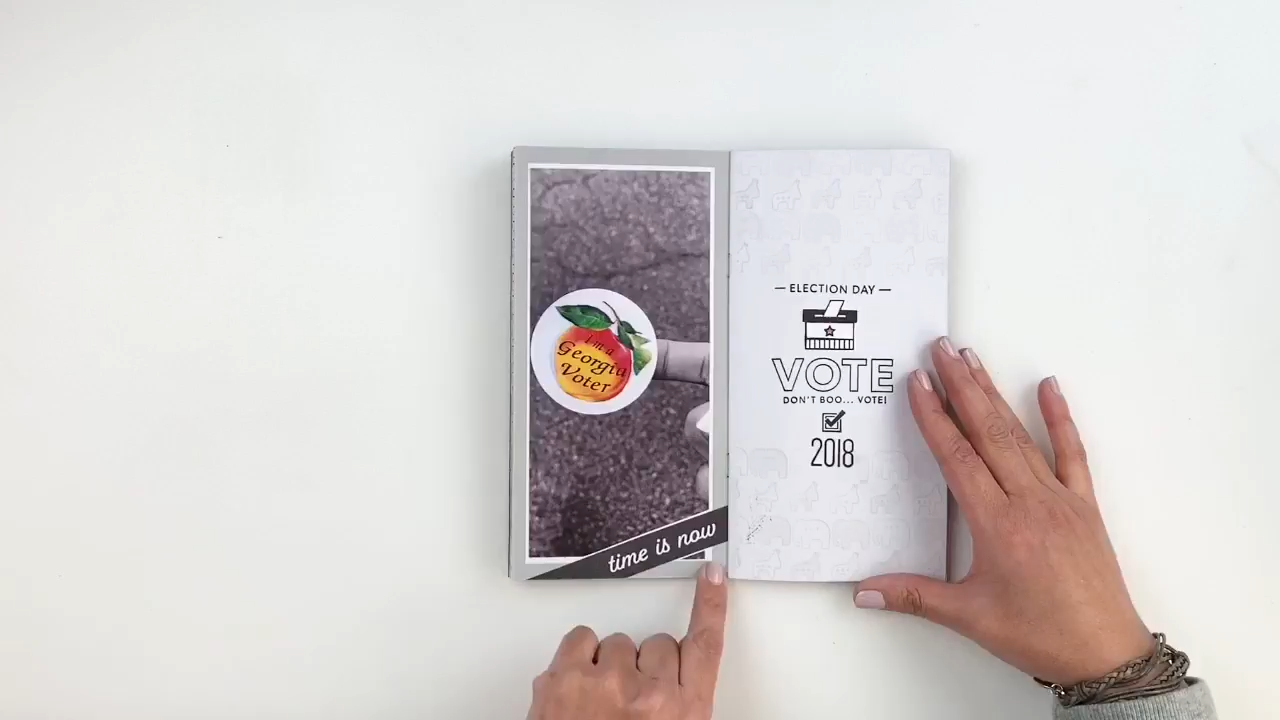 I'm a
Georgia
Voter
time is now
— ELECTION DAY —
VOTE
DON'T BOO... VOTE!
2018